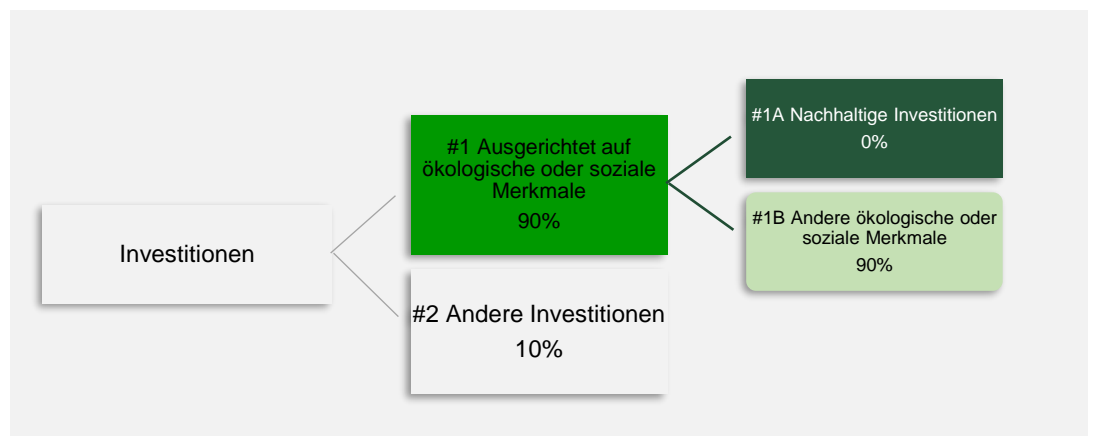 Investitionen
#1 Ausgerichtet auf
ökologische oder soziale
Merkmale
90%
#2 Andere Investitionen
10%
#1A Nachhaltige Investitionen
0%
#1B Andere ökologische oder
soziale Merkmale
90%